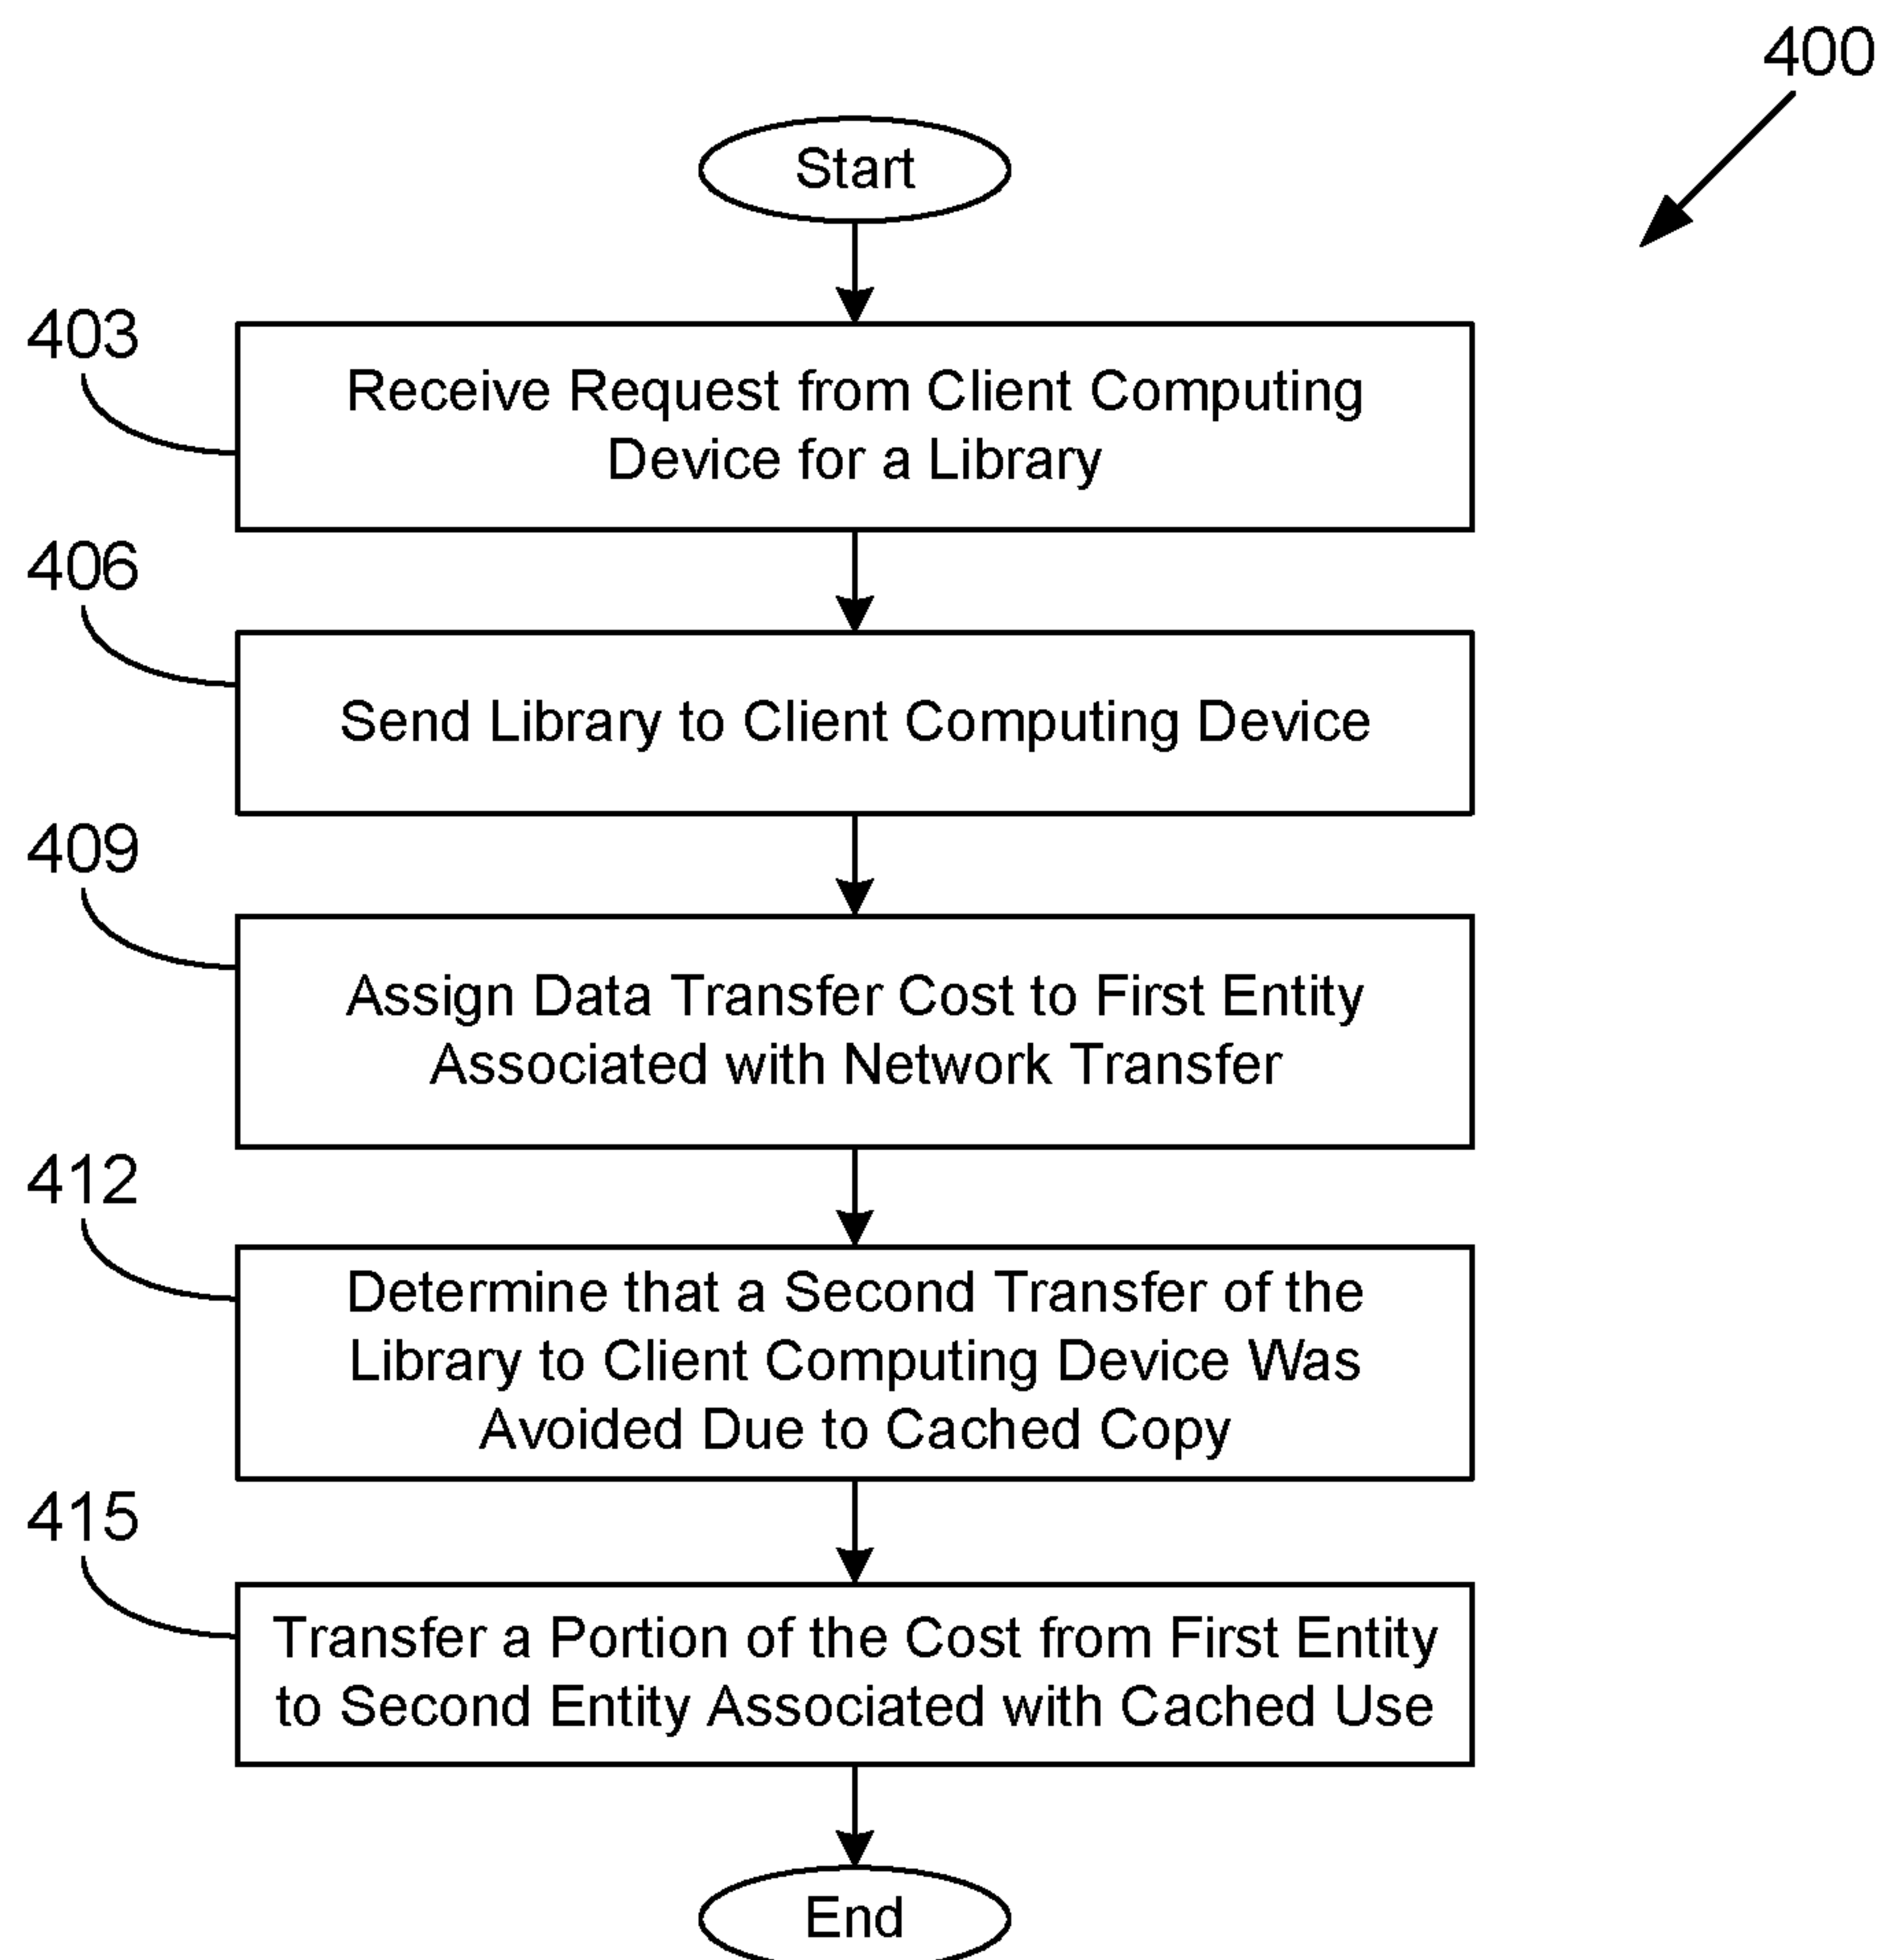 400
Start
403
Receive Request from Client Computing
Device for a Library
406
Send Library to Client Computing Device
409
Assign Data Transfer Cost to First Entity
Associated with Network Transfer
412
Determine that a Second Transfer of the
Library to Client Computing Device Was
Avoided Due to Cached Copy
415
Transfer a Portion of the Cost from First Entity
to Second Entity Associated with Cached Use
End